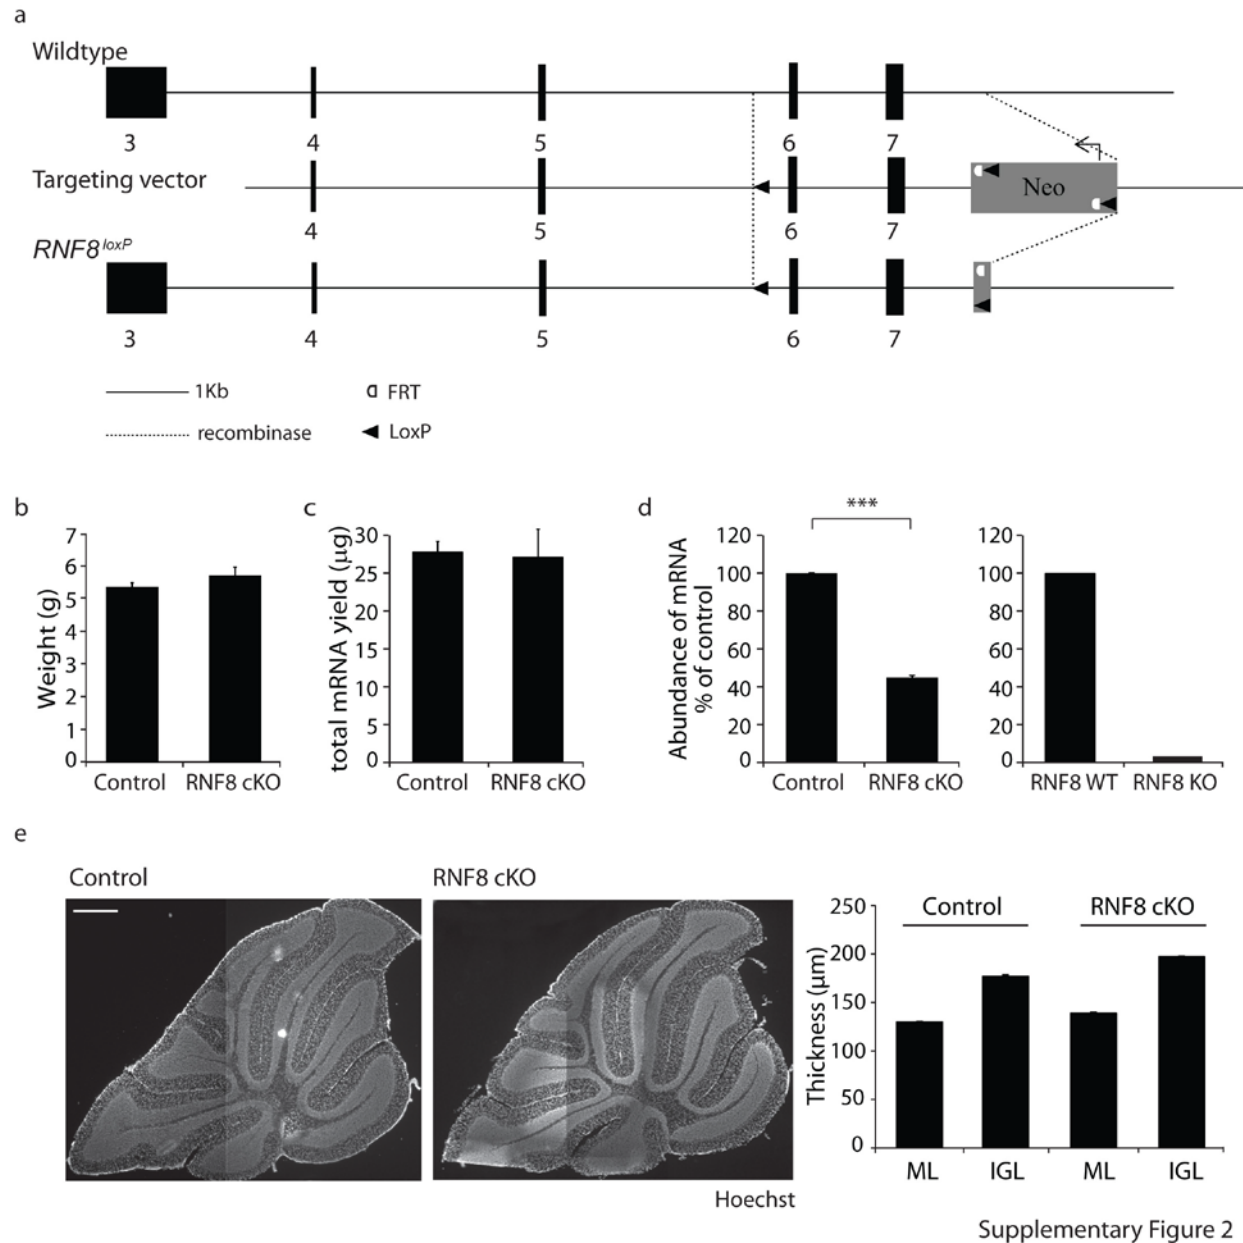 a
Wildtype
3 4 5 6 7
Targeting vector
Neo
4 5 6 7
RNF8loxP
3 4 5 6 7
1Kb
FRT
recombinase
LoxP
b
Weight (g)
7
6
5
4
3
2
1
0
Control RNF8 cKO
c
total mRNA yield (µg)
30
25
20
15
10
5
0
Control RNF8 cKO
d
Abundance of mRNA
% of control
***
120
100
80
60
40
20
0
Control RNF8 cKO
120
100
80
60
40
20
0
RNF8 WT RNF8 KO
e
Control
RNF8 cKO
Hoechst
Thickness (µm)
250
200
150
100
50
0
Control RNF8 cKO
ML IGL ML IGL
Supplementary Figure 2